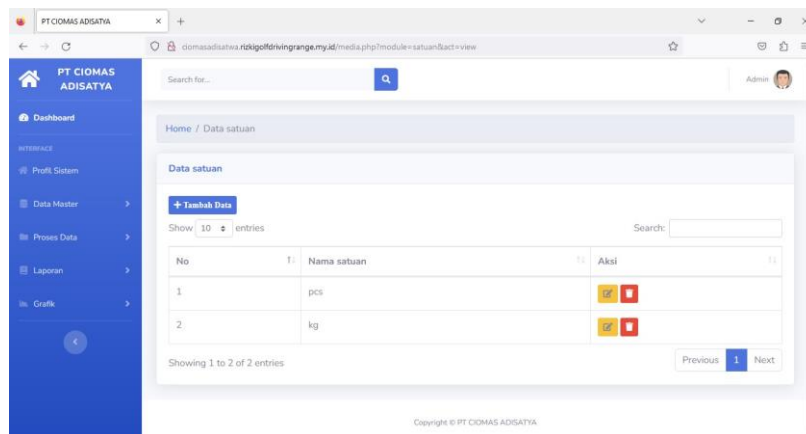 PT CIOMAS ADISATYA
ciomasadisatwa.rizkigolfdrivingrange.my.id/media.php?module=satuan&act=view
PT CIOMAS
ADISATYA
Search for...
Admin
Dashboard
Home / Data satuan
INTERFACE
Profil Sistem
Data satuan
Data Master
+ Tambah Data
Show 10 entries
Search:
Proses Data
No
Nama satuan
Aksi
Laporan
1
pcs
Grafik
2
kg
Showing 1 to 2 of 2 entries
Previous 1 Next
Copyright © PT CIOMAS ADISATYA